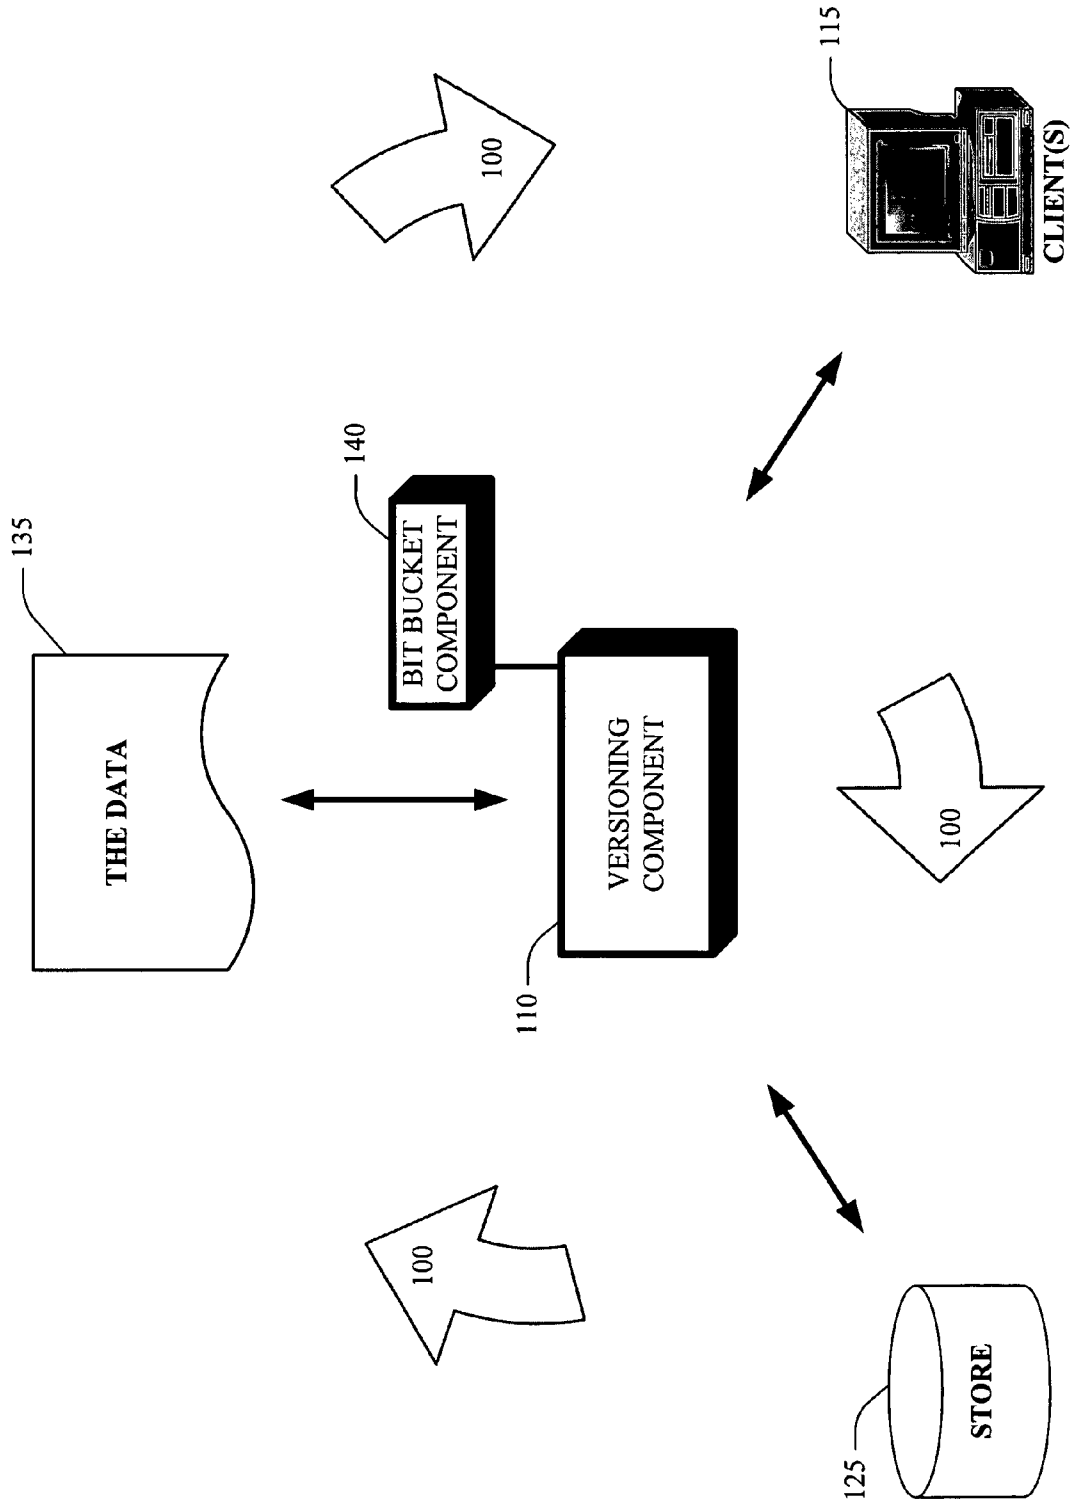 THE DATA
135
100
100
BIT BUCKET
COMPONENT
140
110
VERSIONING
COMPONENT
125
STORE
100
115
CLIENT(S)